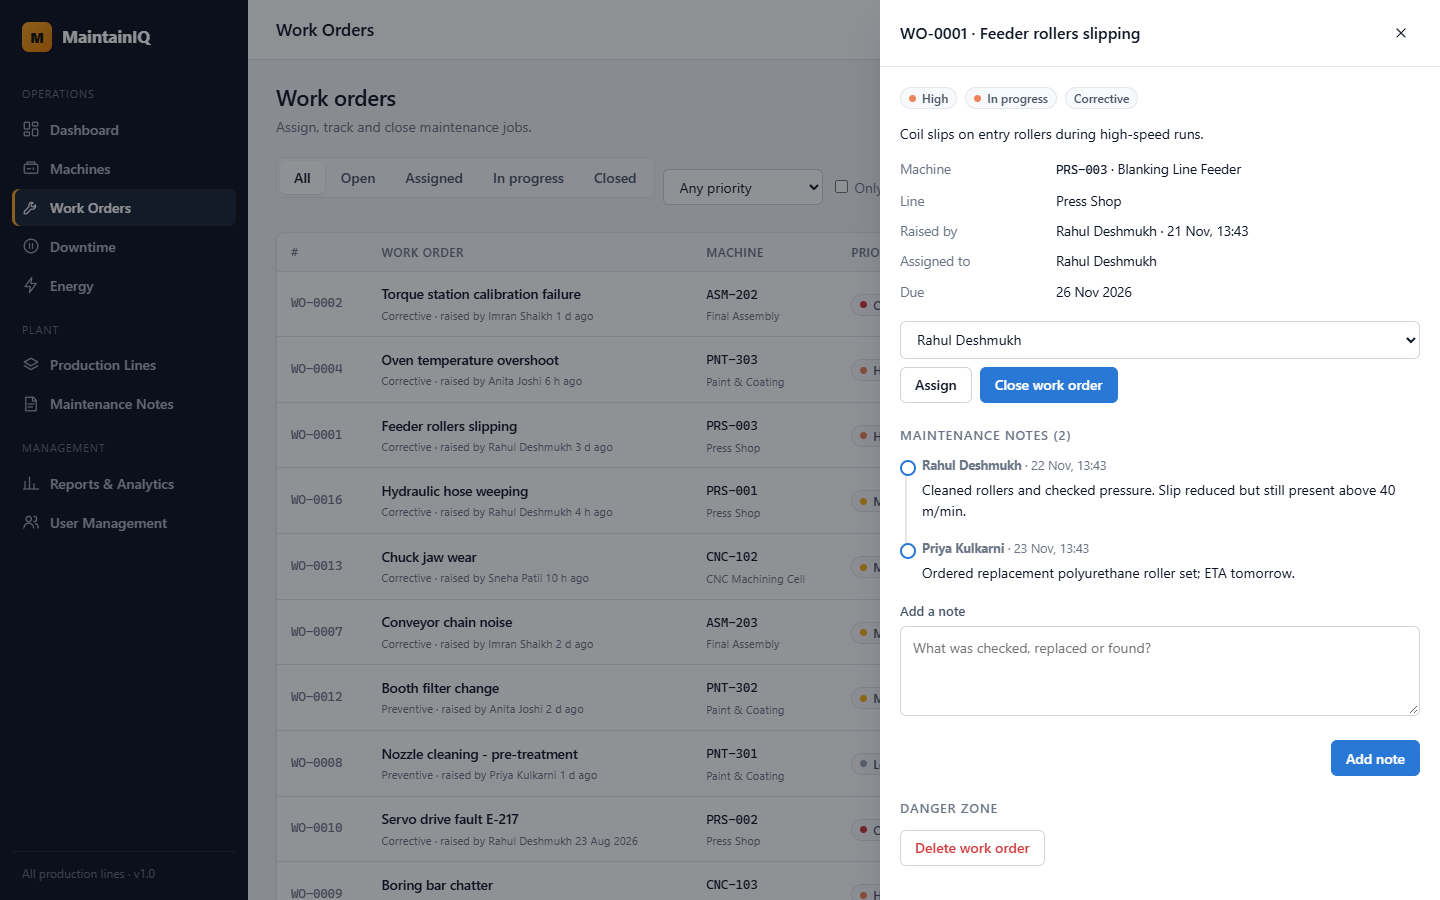 M MaintainIQ
OPERATIONS
Dashboard
Machines
Work Orders
Downtime
Energy
PLANT
Production Lines
Maintenance Notes
MANAGEMENT
Reports & Analytics
User Management
All production lines · v1.0
Work Orders
Work orders
Assign, track and close maintenance jobs.
All Open Assigned In progress Closed
Any priority
Only
# WORK ORDER MACHINE
WO-0002 Torque station calibration failure ASM-202
Corrective · raised by Imran Shaikh 1 d ago Final Assembly
WO-0004 Oven temperature overshoot PNT-303
Corrective · raised by Anita Joshi 6 h ago Paint & Coating
WO-0001 Feeder rollers slipping PRS-003
Corrective · raised by Rahul Deshmukh 3 d ago Press Shop
WO-0016 Hydraulic hose weeping PRS-001
Corrective · raised by Rahul Deshmukh 4 h ago Press Shop
WO-0013 Chuck jaw wear CNC-102
Corrective · raised by Sneha Patil 10 h ago CNC Machining Cell
WO-0007 Conveyor chain noise ASM-203
Corrective · raised by Imran Shaikh 2 d ago Final Assembly
WO-0012 Booth filter change PNT-302
Preventive · raised by Anita Joshi 2 d ago Paint & Coating
WO-0008 Nozzle cleaning - pre-treatment PNT-301
Preventive · raised by Priya Kulkarni 1 d ago Paint & Coating
WO-0010 Servo drive fault E-217 PRS-002
Corrective · raised by Rahul Deshmukh 23 Aug 2026 Press Shop
WO-0009 Boring bar chatter CNC-103
WO-0001 · Feeder rollers slipping
High In progress Corrective
Coil slips on entry rollers during high-speed runs.
Machine PRS-003 · Blanking Line Feeder
Line Press Shop
Raised by Rahul Deshmukh · 21 Nov, 13:43
Assigned to Rahul Deshmukh
Due 26 Nov 2026
Rahul Deshmukh
Assign Close work order
MAINTENANCE NOTES (2)
Rahul Deshmukh · 22 Nov, 13:43
Cleaned rollers and checked pressure. Slip reduced but still present above 40
m/min.
Priya Kulkarni · 23 Nov, 13:43
Ordered replacement polyurethane roller set; ETA tomorrow.
Add a note
What was checked, replaced or found?
Add note
DANGER ZONE
Delete work order